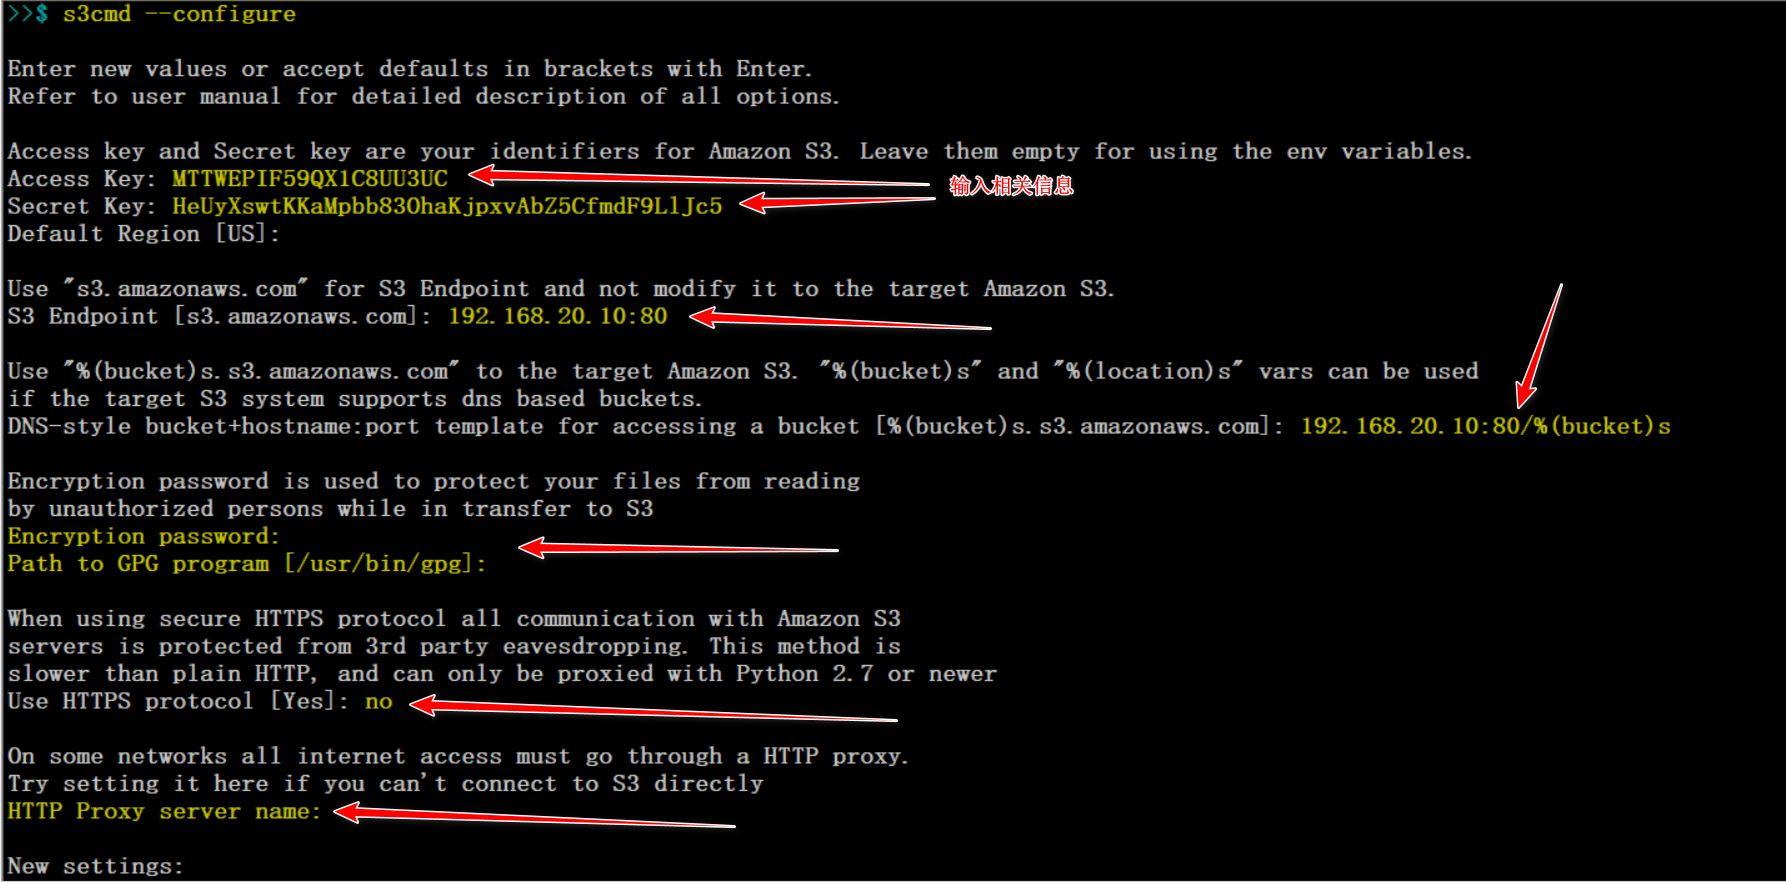 >>$ s3cmd --configure
Enter new values or accept defaults in brackets with Enter.
Refer to user manual for detailed description of all options.
Access key and Secret key are your identifiers for Amazon S3. Leave them empty for using the env variables.
Access Key: MTTWEPIF59QX1C8UU3UC
输入相关信息
Secret Key: HeUyXswtKKaMpbb83OhaKjpxvAbZ5CfmdF9LlJc5
Default Region [US]:
Use "s3.amazonaws.com" for S3 Endpoint and not modify it to the target Amazon S3.
S3 Endpoint [s3.amazonaws.com]: 192.168.20.10:80
Use "%(bucket)s.s3.amazonaws.com" to the target Amazon S3. "%(bucket)s" and "%(location)s" vars can be used
if the target S3 system supports dns based buckets.
DNS-style bucket+hostname:port template for accessing a bucket [%(bucket)s.s3.amazonaws.com]: 192.168.20.10:80/%(bucket)s
Encryption password is used to protect your files from reading
by unauthorized persons while in transfer to S3
Encryption password:
Path to GPG program [/usr/bin/gpg]:
When using secure HTTPS protocol all communication with Amazon S3
servers is protected from 3rd party eavesdropping. This method is
slower than plain HTTP, and can only be proxied with Python 2.7 or newer
Use HTTPS protocol [Yes]: no
On some networks all internet access must go through a HTTP proxy.
Try setting it here if you can't connect to S3 directly
HTTP Proxy server name:
New settings: